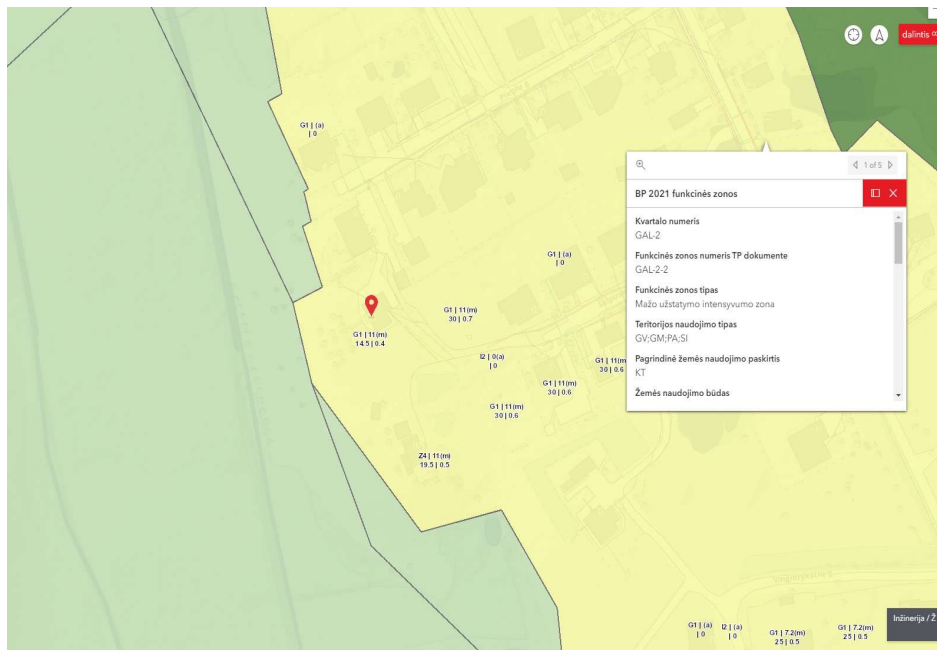 dalintis
G1 | (a)
| 0
1 of 5
BP 2021 funkcinės zonos
Kvartalo numeris
GAL-2
Funkcinės zonos numeris TP dokumente
GAL-2-2
Funkcinės zonos tipas
Mažo užstatymo intensyvumo zona
Teritorijos naudojimo tipas
GV;GM;PA;SI
Pagrindinė žemės naudojimo paskirtis
KT
Žemės naudojimo būdas
G1 | (a)
| 0
G1 | 11(m)
30 | 0.7
G1 | 11(m)
14.5 | 0.4
I2 | 0(a)
| 0
G1 | 11(m)
30 | 0.6
G1 | 11(m)
30 | 0.6
G1 | 11(m)
30 | 0.6
Z4 | 11(m)
19.5 | 0.5
Inžinerija / Ž
G1 | (a)
| 0
I2 | (a)
| 0
G1 | 7.2(m)
25 | 0.5
G1 | 7.2(m)
25 | 0.5